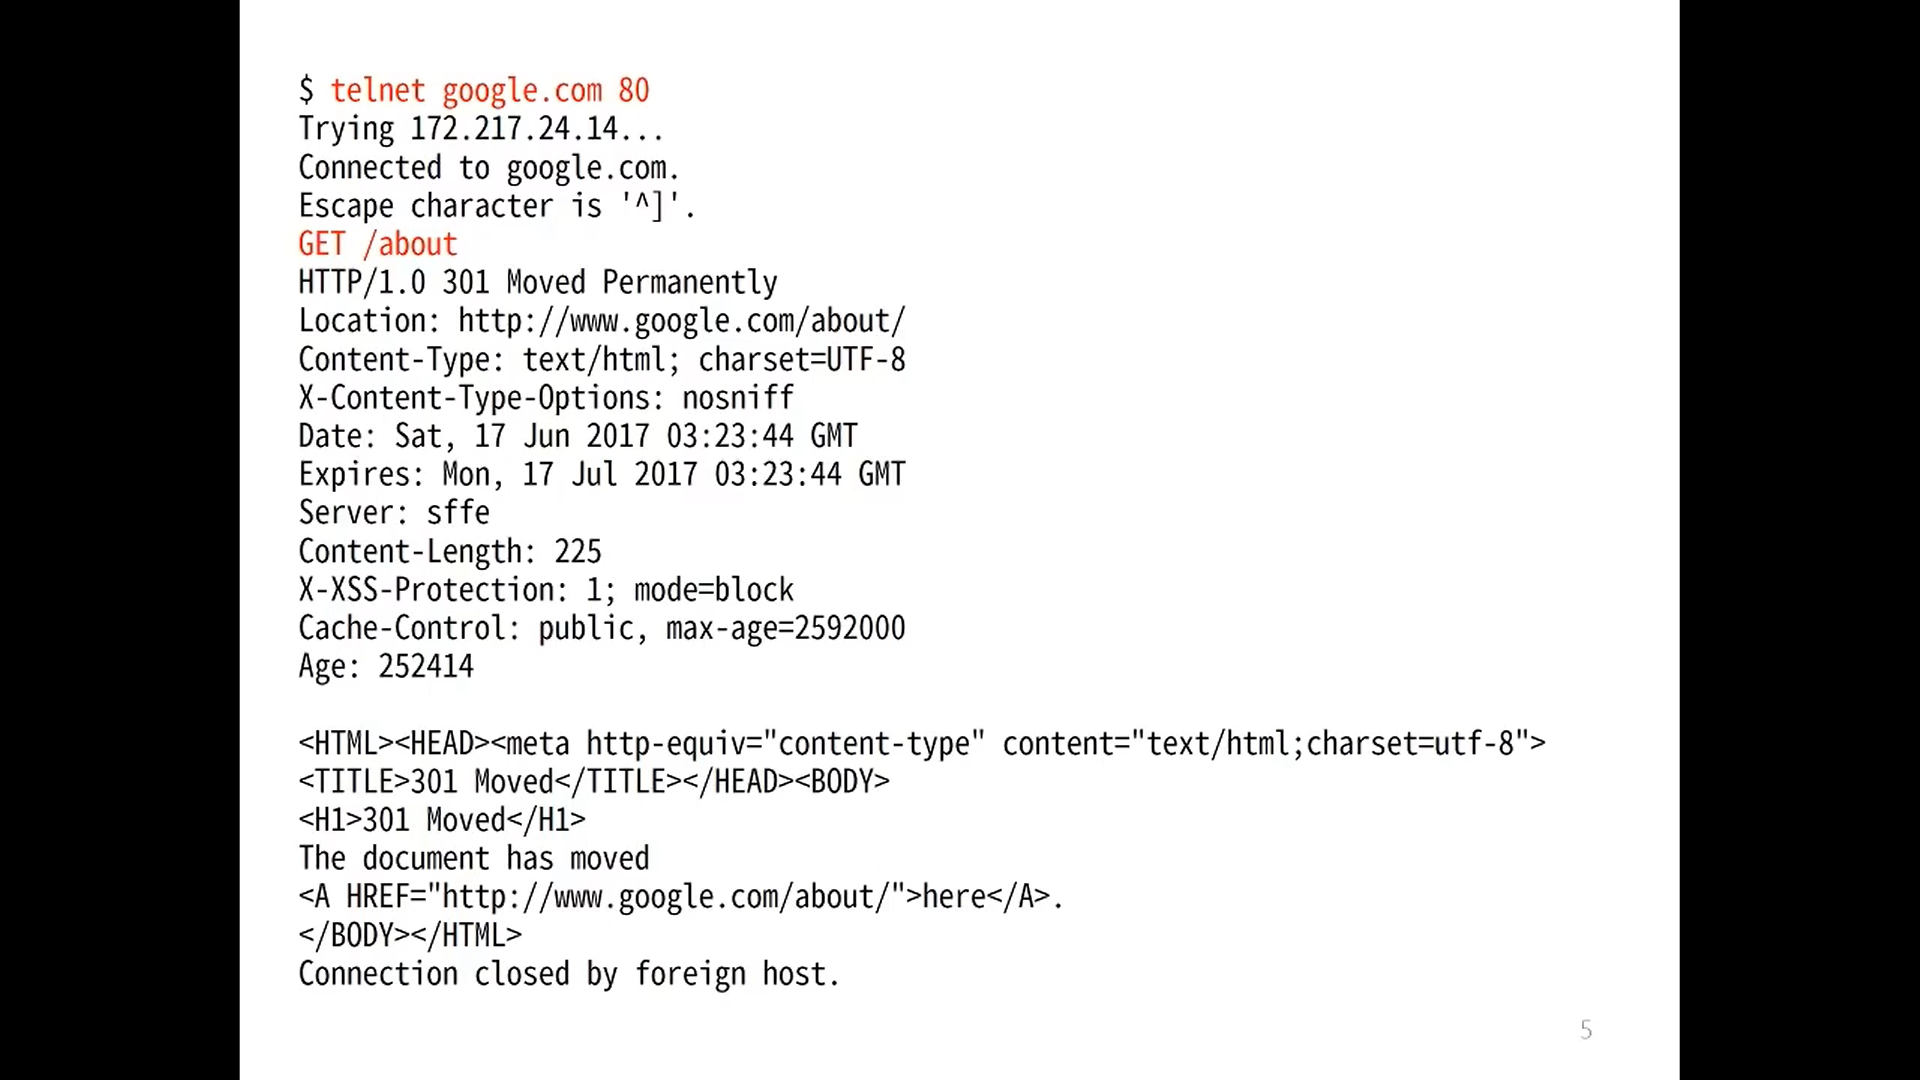 $ telnet google.com 80
Trying 172.217.24.14...
Connected to google.com.
Escape character is '^]'.
GET /about
HTTP/1.0 301 Moved Permanently
Location: http://www.google.com/about/
Content-Type: text/html; charset=UTF-8
X-Content-Type-Options: nosniff
Date: Sat, 17 Jun 2017 03:23:44 GMT
Expires: Mon, 17 Jul 2017 03:23:44 GMT
Server: sffe
Content-Length: 225
X-XSS-Protection: 1; mode=block
Cache-Control: public, max-age=2592000
Age: 252414

<HTML><HEAD><meta http-equiv="content-type" content="text/html;charset=utf-8">
<TITLE>301 Moved</TITLE></HEAD><BODY>
<H1>301 Moved</H1>
The document has moved
<A HREF="http://www.google.com/about/">here</A>.
</BODY></HTML>
Connection closed by foreign host.
5